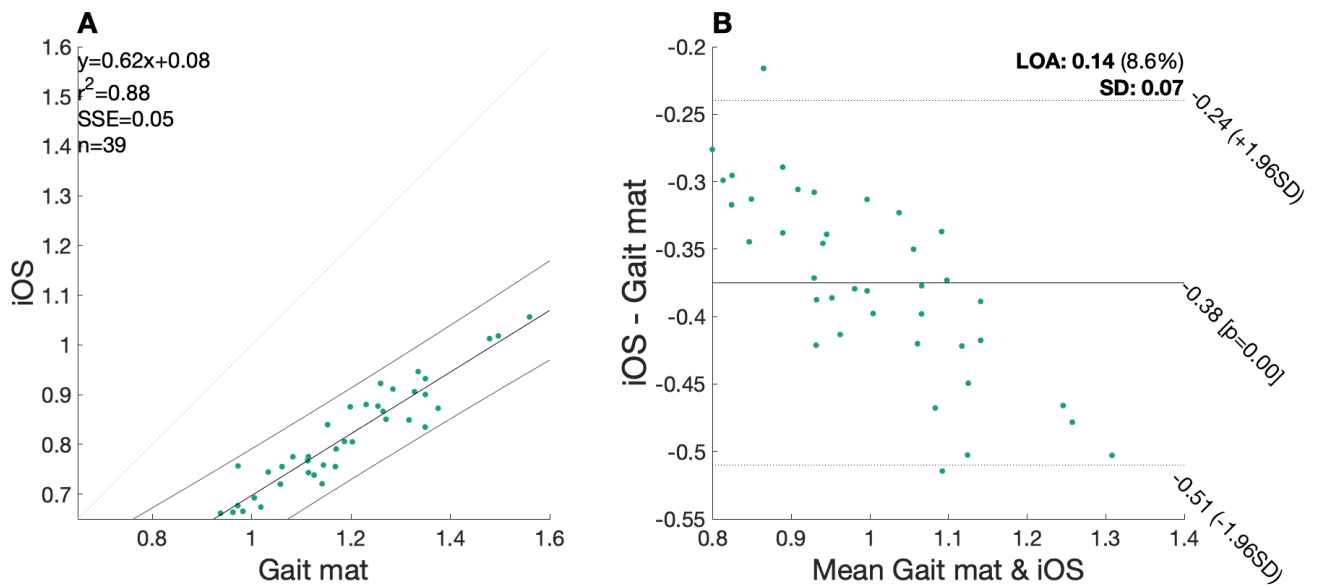 A
y=0.62x+0.08
r²=0.88
SSE=0.05
n=39
1.6
1.5
1.4
1.3
1.2
1.1
1
0.9
0.8
0.7
iOS
0.8
1
1.2
1.4
1.6
Gait mat
B
LOA: 0.14 (8.6%)
SD: 0.07
-0.2
-0.25
-0.3
-0.35
-0.4
-0.45
-0.5
-0.55
iOS - Gait mat
-0.24 (+1.96SD)
-0.38 [p=0.00]
-0.51 (-1.96SD)
0.8
0.9
1
1.1
1.2
1.3
1.4
Mean Gait mat & iOS